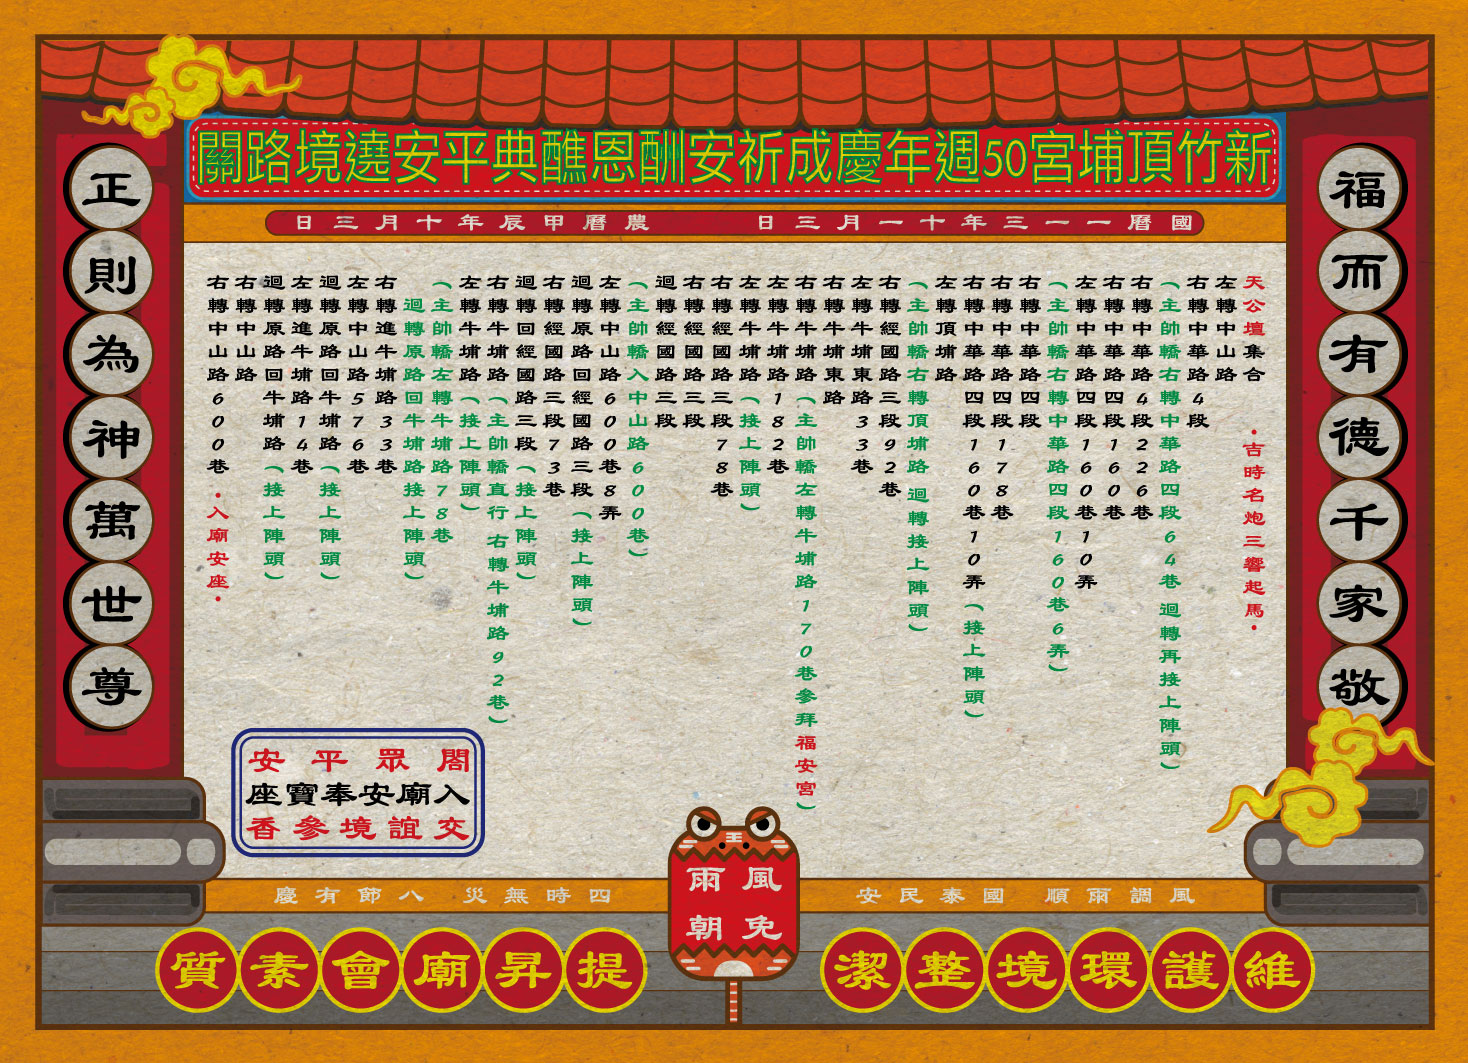 新竹頂埔宮50週年慶成祈安酬恩醮典平安遶境路關
國曆一一三年十一月三日 農曆甲辰年十月三日
福而有德千家敬
天公壇集合 ・吉時名炮三響起馬・
左轉中山路
右轉中華路4段
(主帥轎右轉中華路四段64巷 迴轉再接上陣頭)
右轉中華路4段226巷
右轉中華路四段160巷
左轉中華路四段160巷10弄
(主帥轎右轉中華路四段160巷6弄)
右轉中華路四段
右轉中華路四段178巷
右轉中華路四段160巷10弄(接上陣頭)
左轉頂埔路
(主帥轎右轉頂埔路 迴轉接上陣頭)
右轉經國路三段92巷
左轉牛埔東路33巷
右轉牛埔東路
右轉牛埔路(主帥轎左轉牛埔路170巷參拜福安宮)
左轉牛埔路182巷
左轉牛埔路(接上陣頭)
右轉經國路三段78巷
右轉經國路三段
迴轉經國路三段
(主帥轎入中山路600巷)
左轉中山路600巷8弄
迴轉原路回經國路三段(接上陣頭)
右轉經國路三段73巷
迴轉回經國路三段(接上陣頭)
右轉牛埔路(主帥轎直行 右轉牛埔路92巷)
左轉牛埔路(接上陣頭)
(主帥轎左轉牛埔路78巷
迴轉原路回牛埔路接上陣頭)
右轉進牛埔路33巷
左轉中山路576巷
迴轉原路回牛埔路(接上陣頭)
左轉進牛埔路14巷
迴轉原路回牛埔路(接上陣頭)
右轉中山路
右轉中山路600巷・入廟安座・
正則為神萬世尊
閤眾平安
入廟安奉寶座
交誼境參香
風調雨順 國泰民安
風雨
免朝
四時無災 八節有慶
維護環境整潔
提昇廟會素質